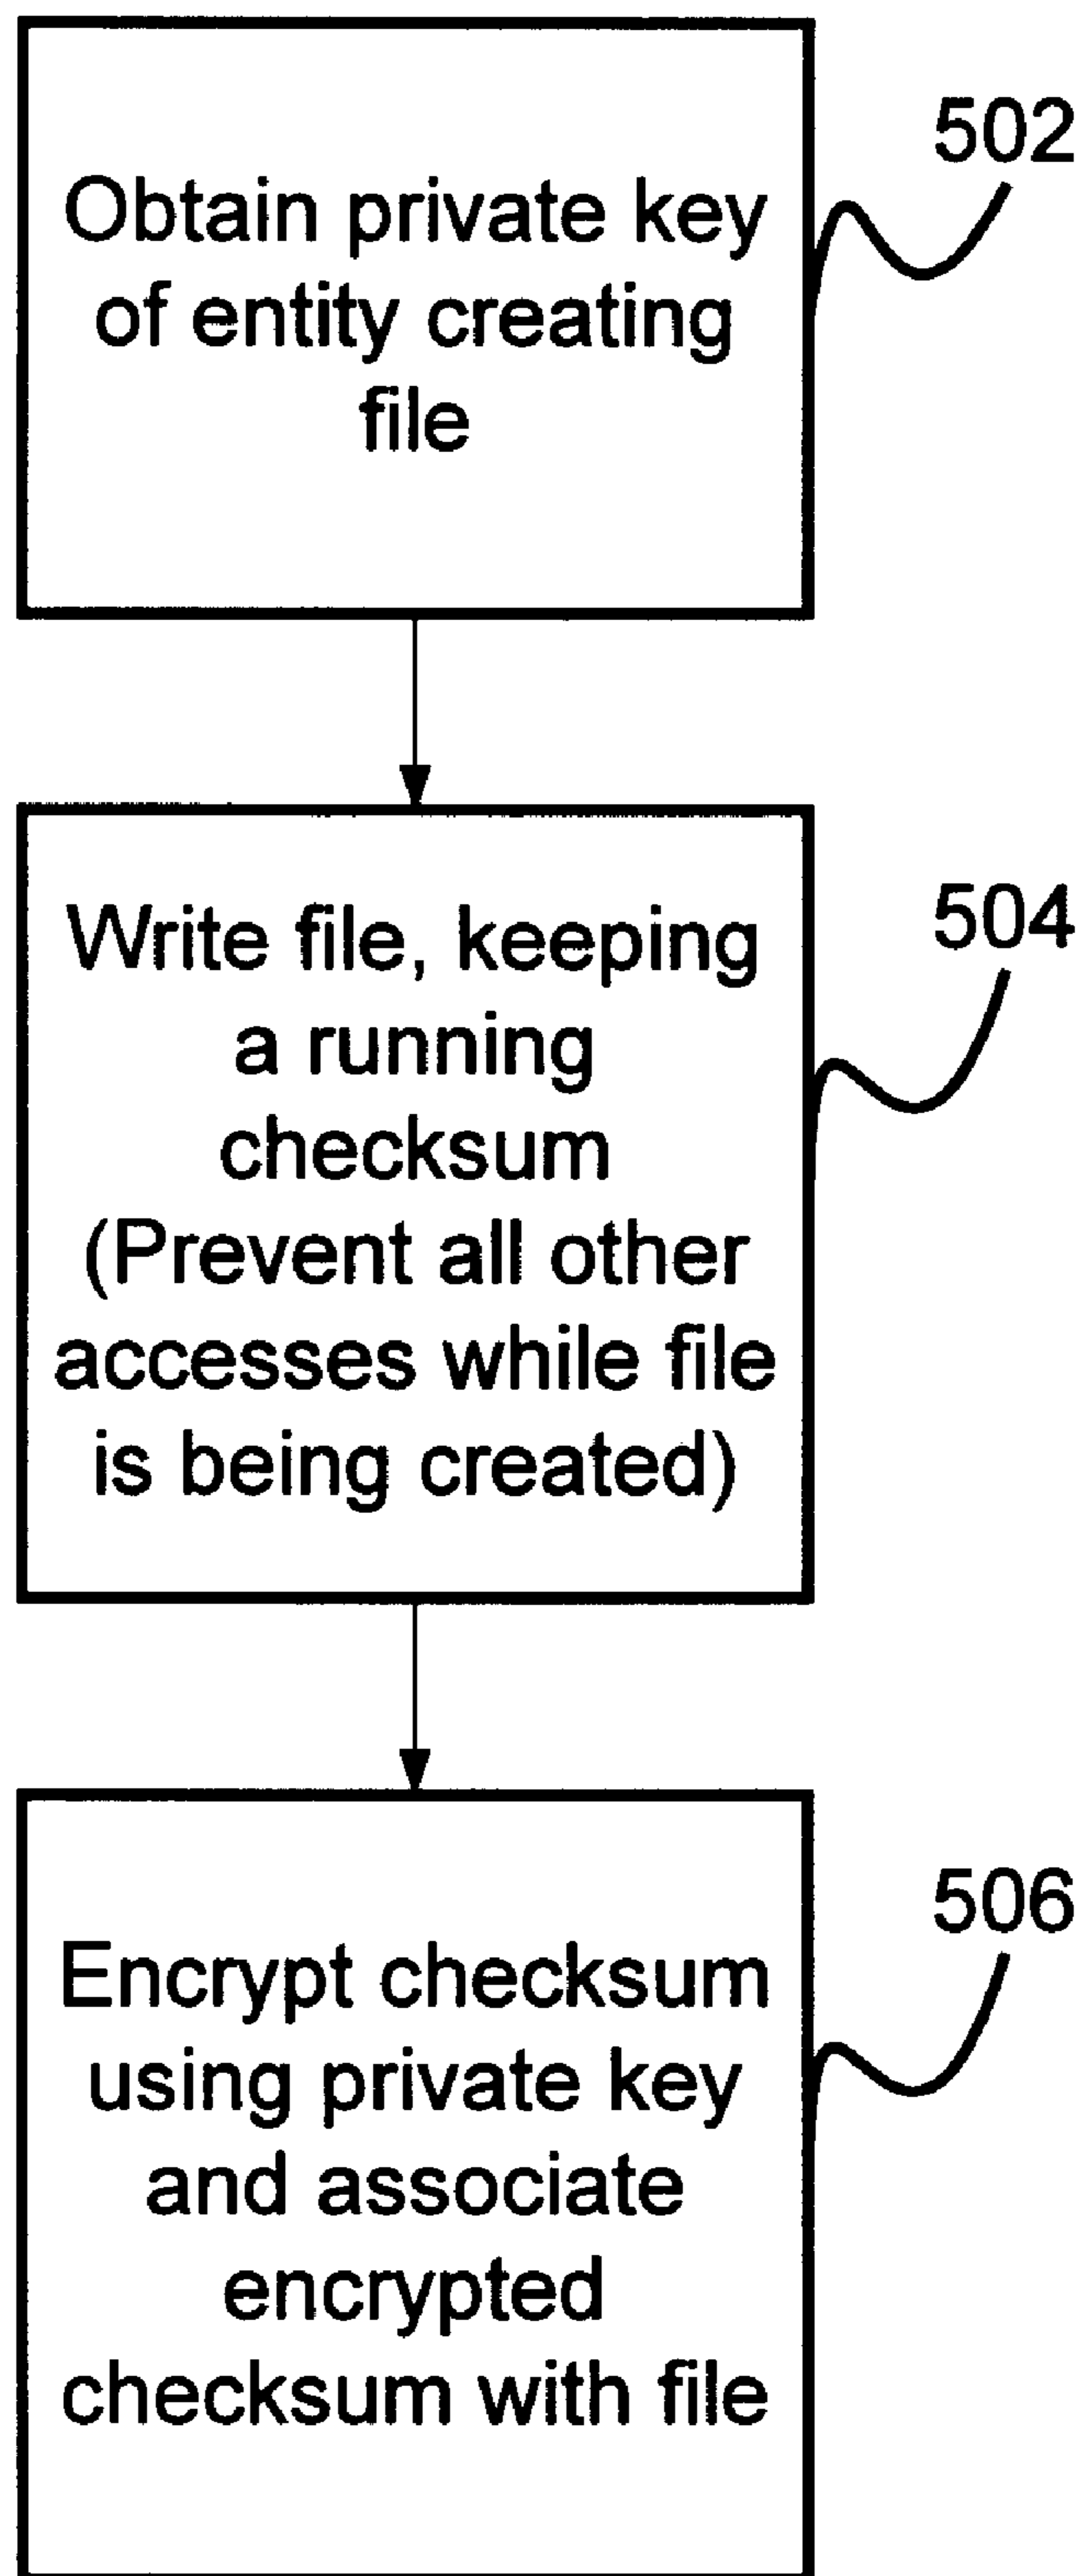 502
Obtain private key
of entity creating
file
504
Write file, keeping
a running
checksum
(Prevent all other
accesses while file
is being created)
506
Encrypt checksum
using private key
and associate
encrypted
checksum with file